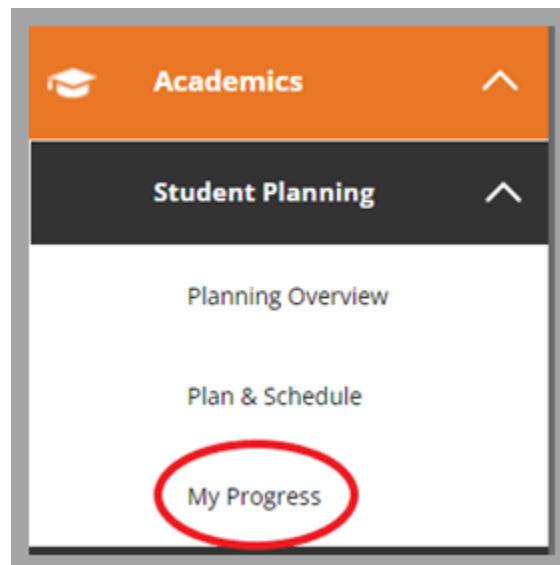 Academics
Student Planning
Planning Overview
Plan & Schedule
My Progress